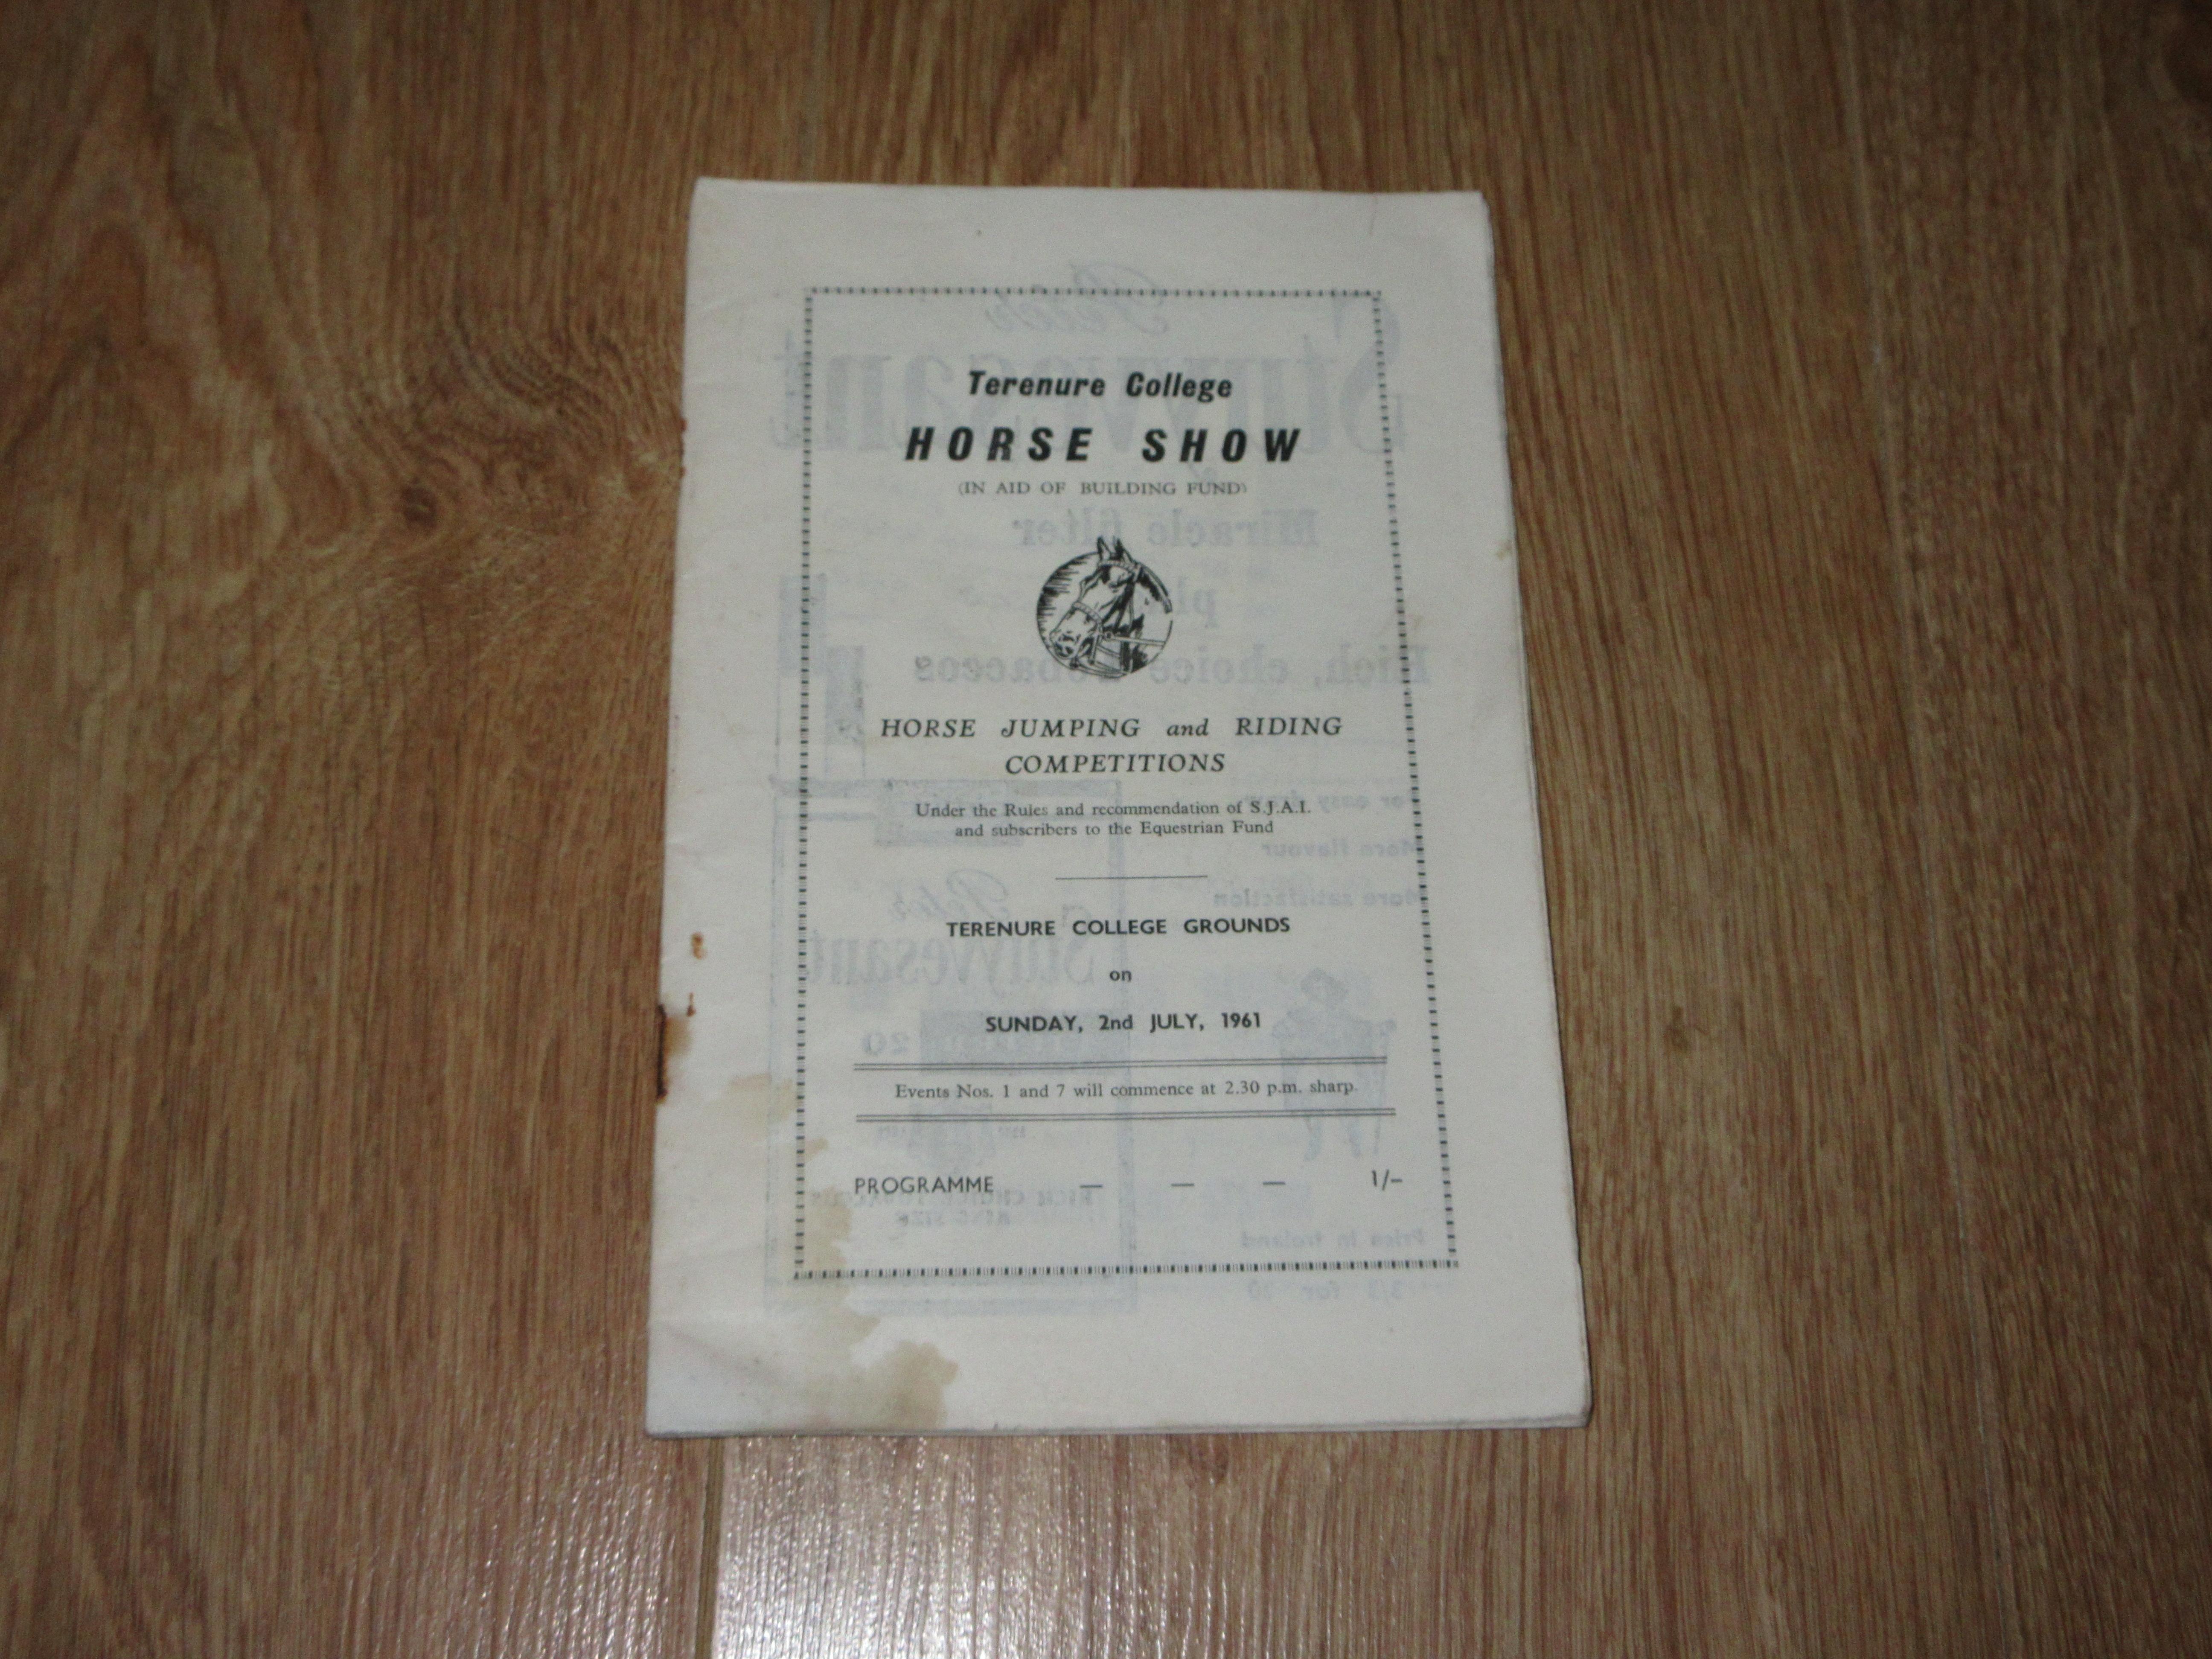 Terenure College
HORSE SHOW
(IN AID OF BUILDING FUND)
HORSE JUMPING and RIDING
COMPETITIONS
Under the Rules and recommendation of S.J.A.I.
and subscribers to the Equestrian Fund
TERENURE COLLEGE GROUNDS
on
SUNDAY, 2nd JULY, 1961
Events Nos. 1 and 7 will commence at 2.30 p.m. sharp.
PROGRAMME — — — 1/-